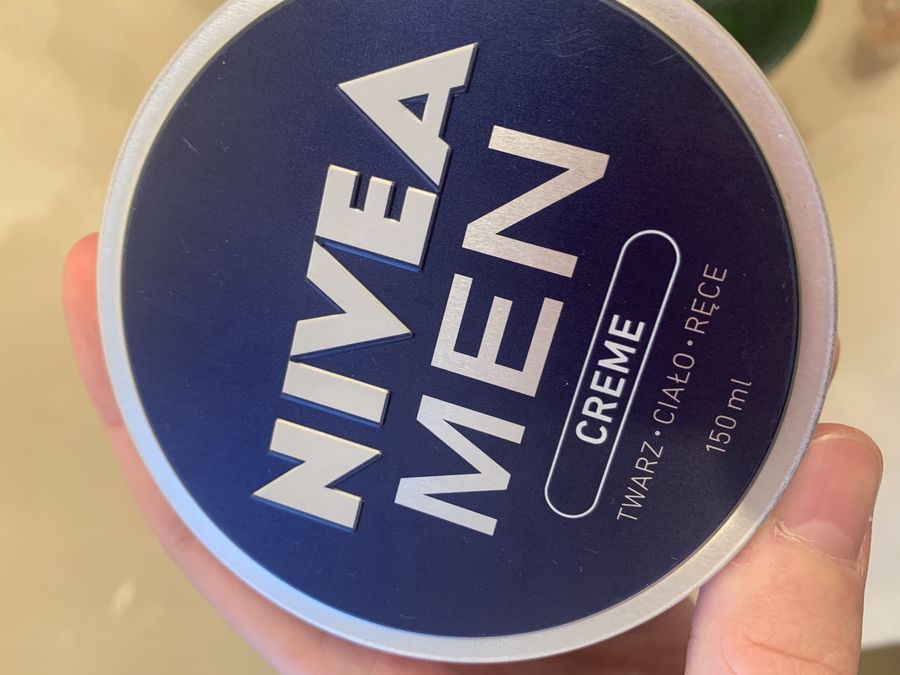 NIVEA
MEN
CREME
TWARZ • CIAŁO • RĘCE
150 ml